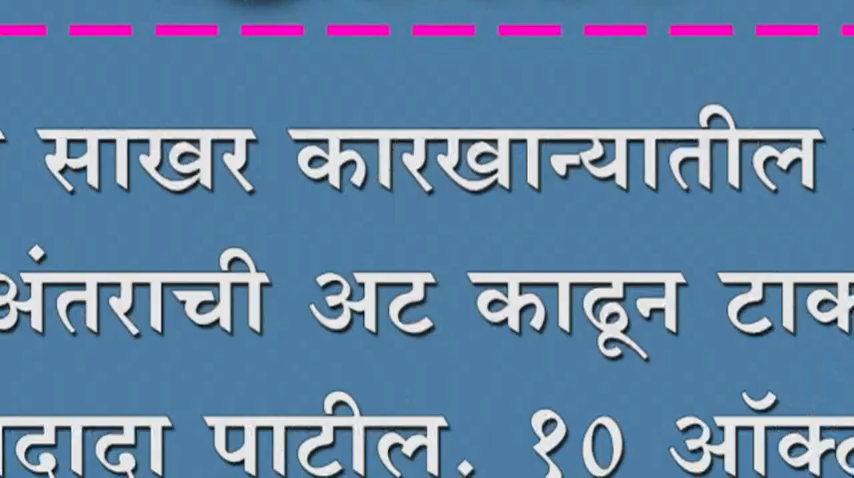 साखर कारखान्यातील
अंतराची अट काढून टाक
दादा पाटील. १० ऑक्ट